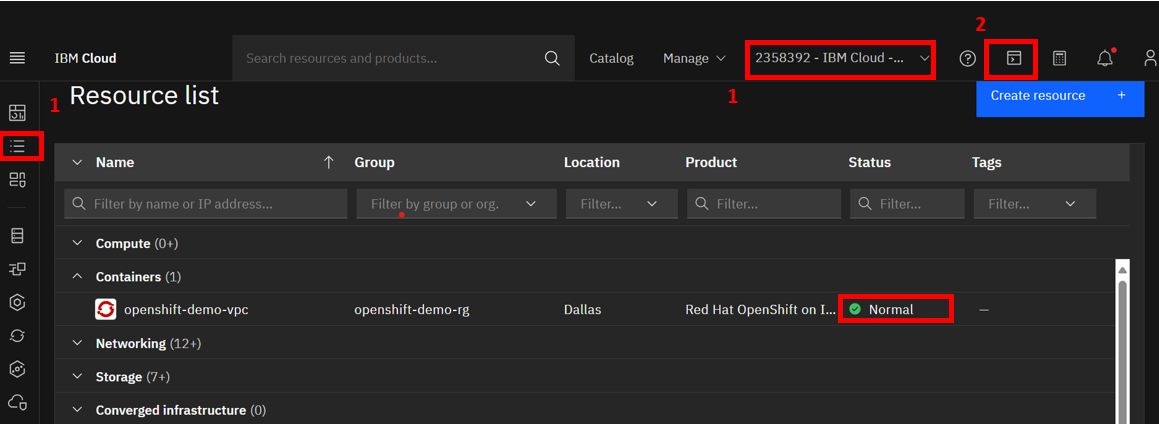 2
IBM Cloud
Search resources and products...
Catalog
Manage
2358392 - IBM Cloud -...
1
1
Resource list
Create resource +
Name
Group
Location
Product
Status
Tags
Filter by name or IP address...
Filter by group or org.
Filter...
Filter...
Filter...
Filter...
Compute (0+)
Containers (1)
openshift-demo-vpc
openshift-demo-rg
Dallas
Red Hat OpenShift on I...
Normal
–
Networking (12+)
Storage (7+)
Converged infrastructure (0)